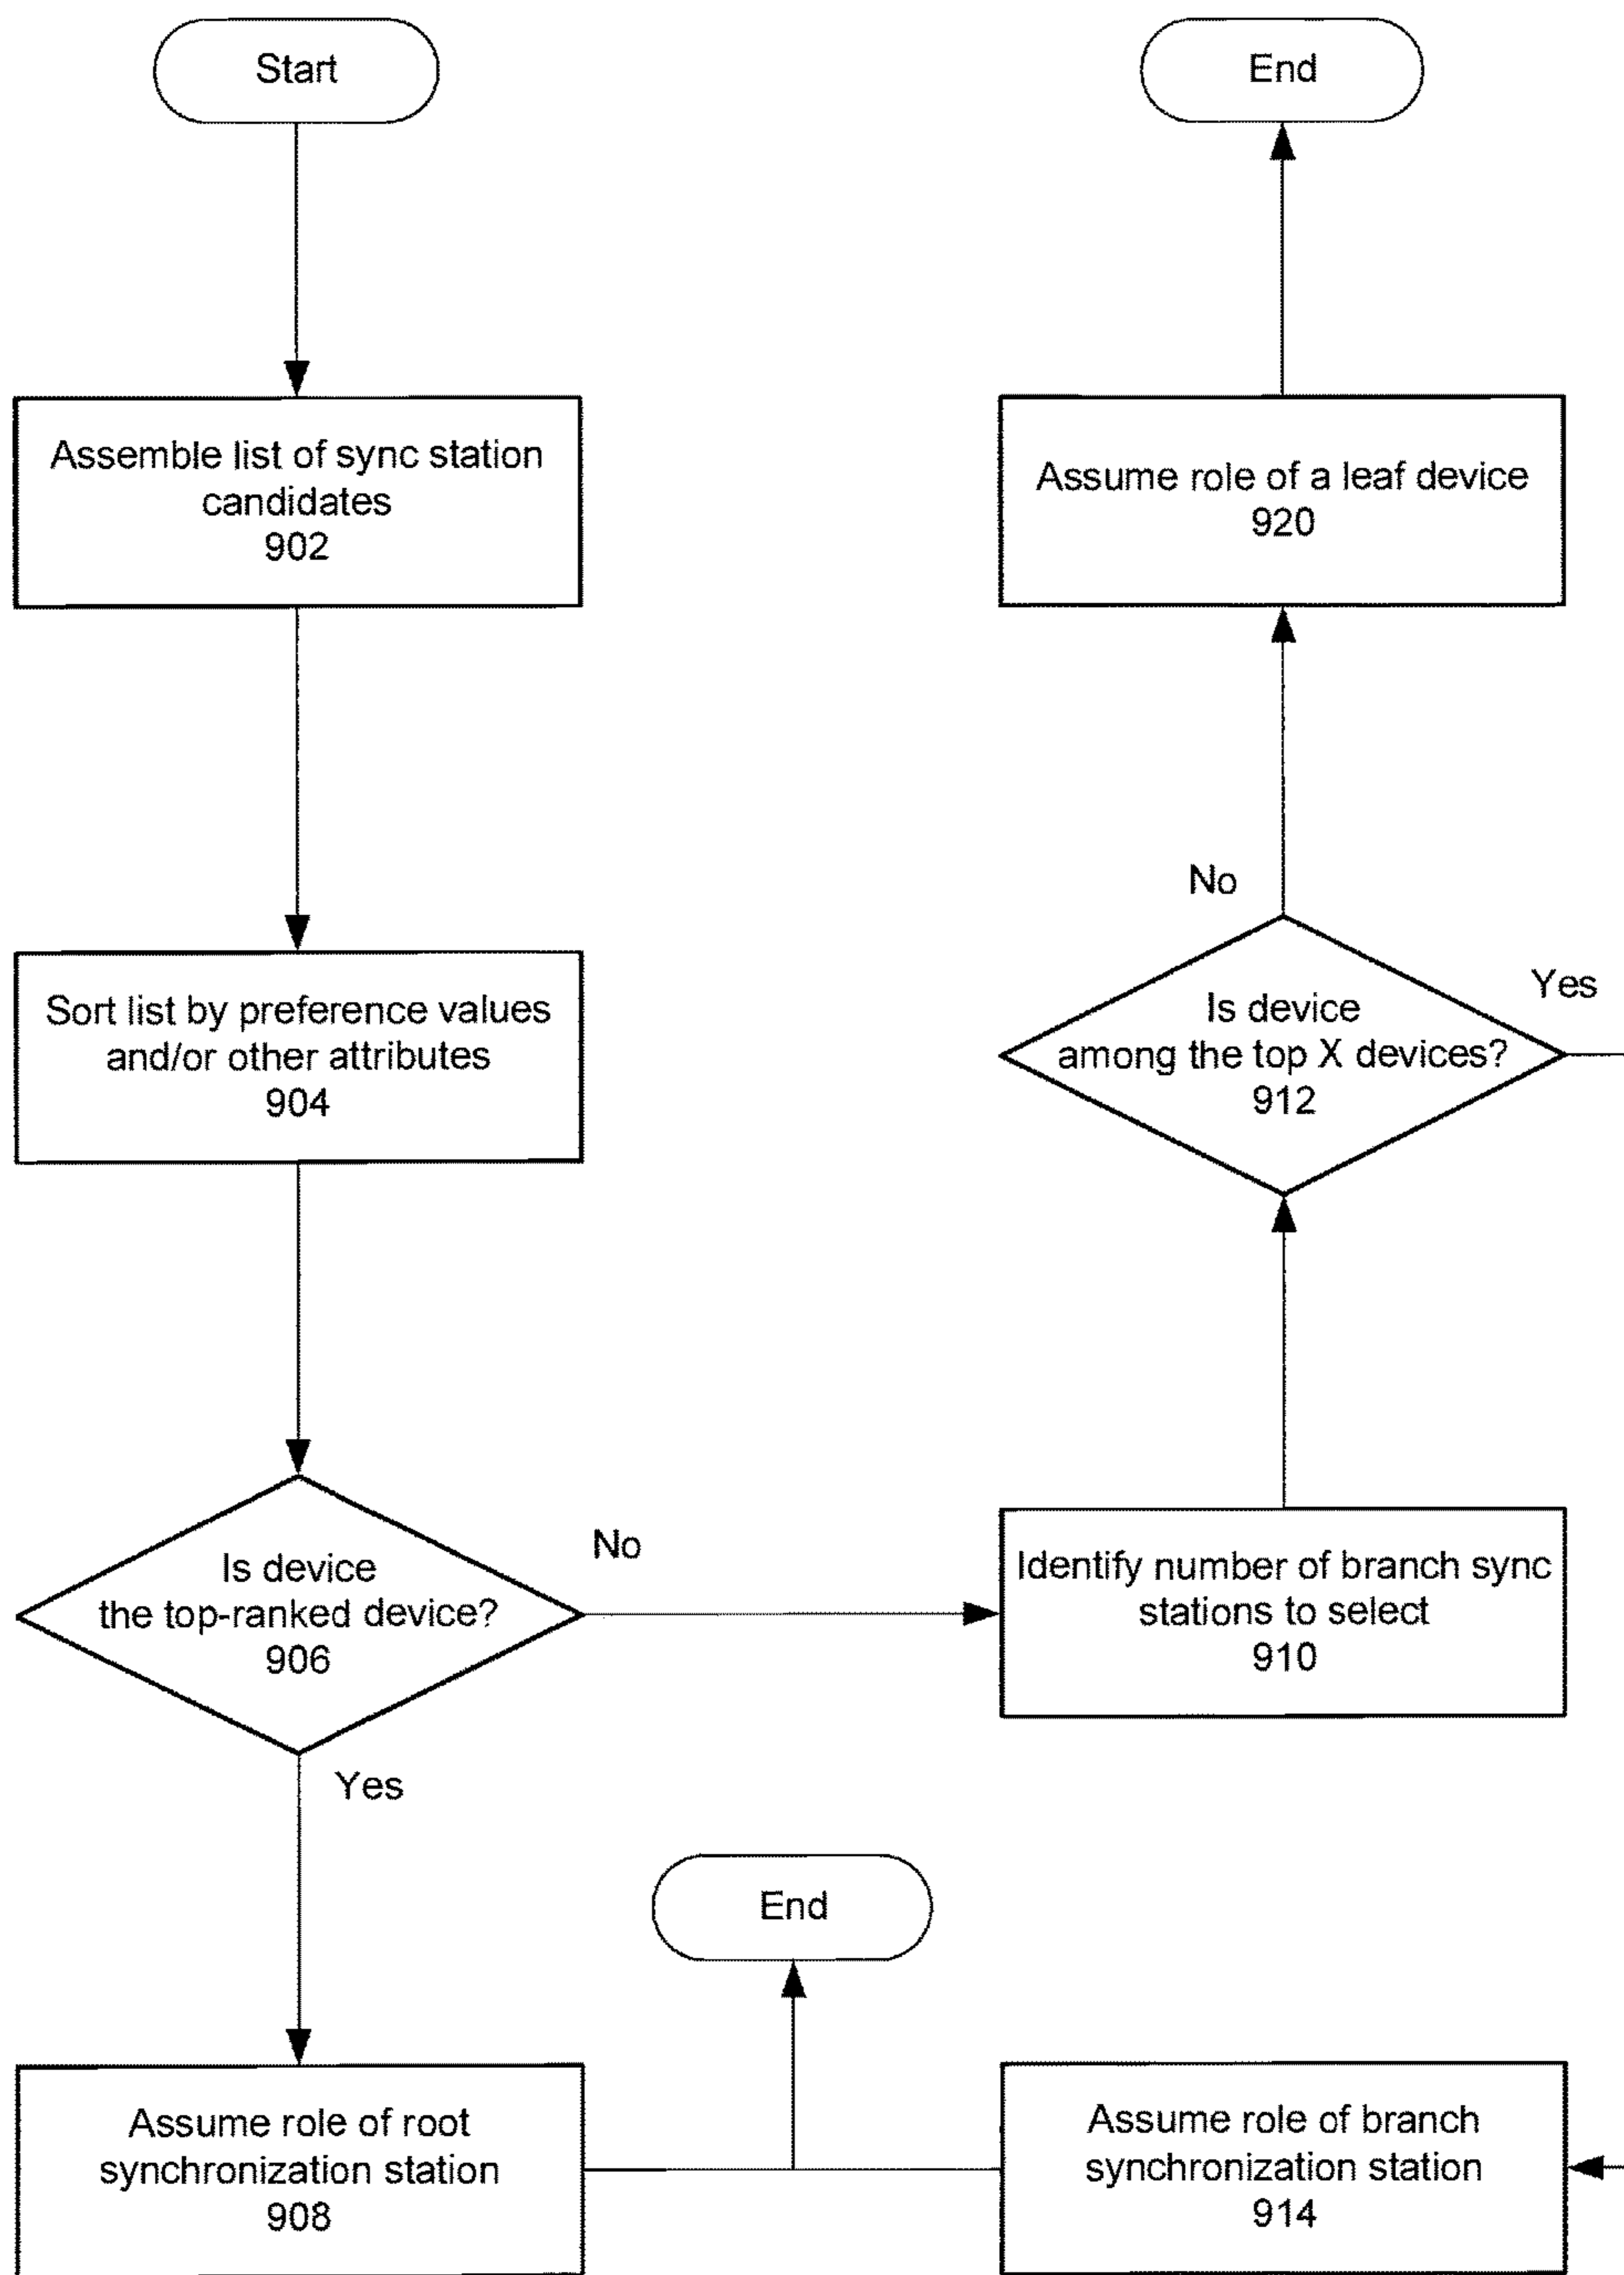 Start
Assemble list of sync station
candidates
902
Sort list by preference values
and/or other attributes
904
Is device
the top-ranked device?
906
Yes
No
Assume role of root
synchronization station
908
End
Identify number of branch sync
stations to select
910
Is device
among the top X devices?
912
No
Yes
Assume role of a leaf device
920
End
Assume role of branch
synchronization station
914